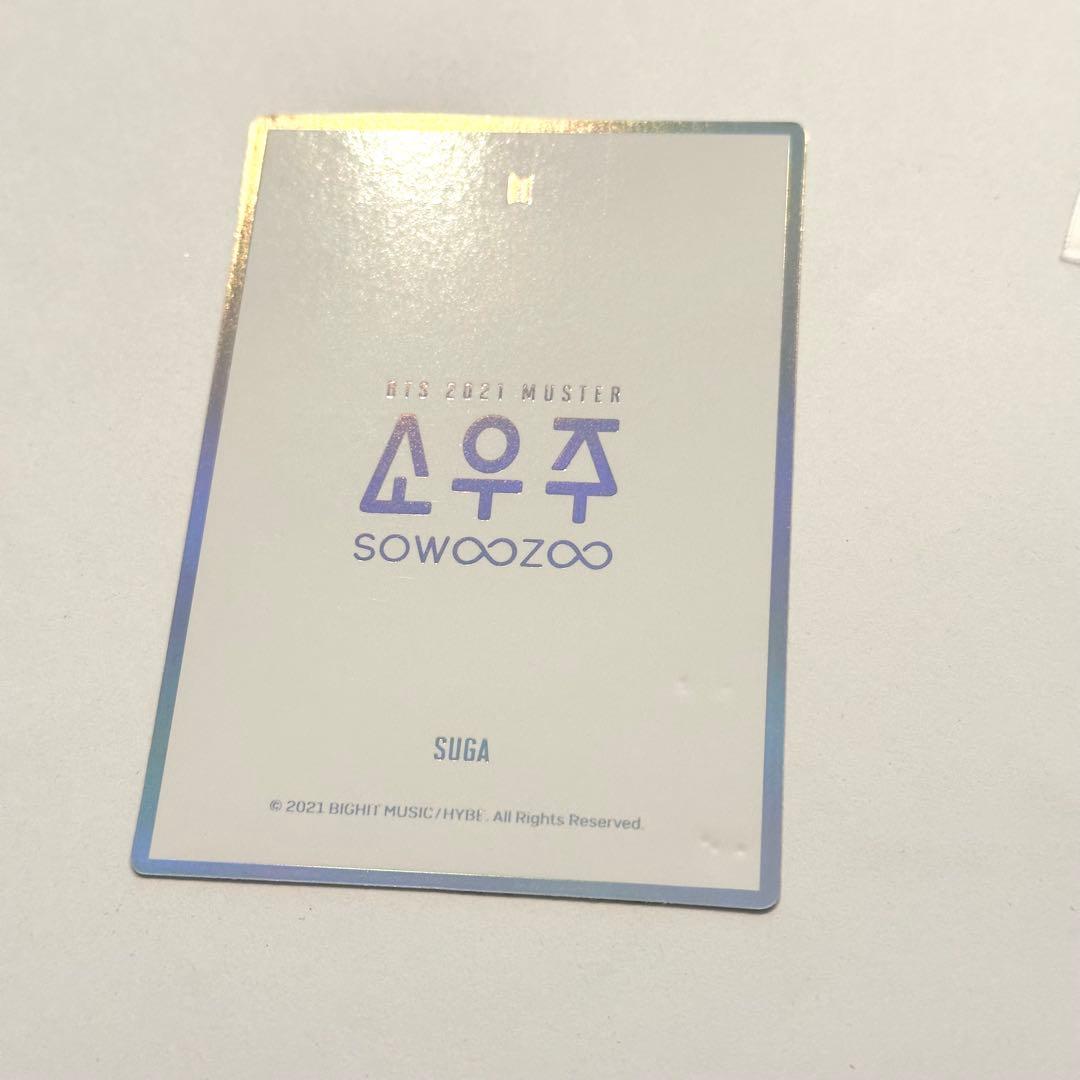 BTS 2021 MUSTER
소우주
SOWOOZOO
SUGA
© 2021 BIGHIT MUSIC/HYBE. All Rights Reserved.